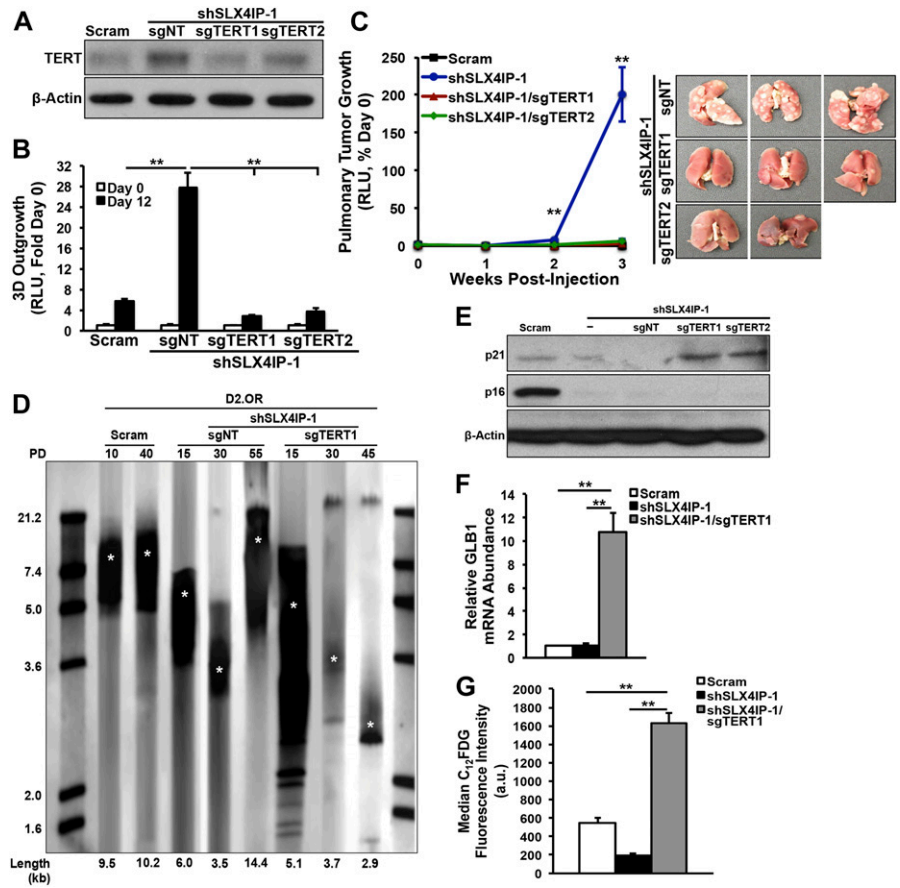 A
shSLX4IP-1
Scram sgNT sgTERT1 sgTERT2
TERT
β-Actin
B
3D Outgrowth
(RLU, Fold Day 0)
32
28
24
20
16
12
8
4
0
Day 0
Day 12
** **
Scram sgNT sgTERT1 sgTERT2
shSLX4IP-1
C
Pulmonary Tumor Growth
(RLU, % Day 0)
250
200
150
100
50
0
Scram
shSLX4IP-1
shSLX4IP-1/sgTERT1
shSLX4IP-1/sgTERT2
**
**
0 1 2 3
Weeks Post-Injection
shSLX4IP-1
sgNT
sgTERT1
sgTERT2
D
D2.OR
shSLX4IP-1
Scram sgNT sgTERT1
PD 10 40 15 30 55 15 30 45
21.2
7.4
5.0
3.6
2.0
1.6
* * * * * * * *
Length 9.5 10.2 6.0 3.5 14.4 5.1 3.7 2.9
(kb)
E
shSLX4IP-1
Scram – sgNT sgTERT1 sgTERT2
p21
p16
β-Actin
F
Relative GLB1
mRNA Abundance
14
12
10
8
6
4
2
0
**
**
Scram
shSLX4IP-1
shSLX4IP-1/sgTERT1
G
Median C₁₂FDG
Fluorescence Intensity
(a.u.)
2000
1800
1600
1400
1200
1000
800
600
400
200
0
**
**
Scram
shSLX4IP-1
shSLX4IP-1/
sgTERT1